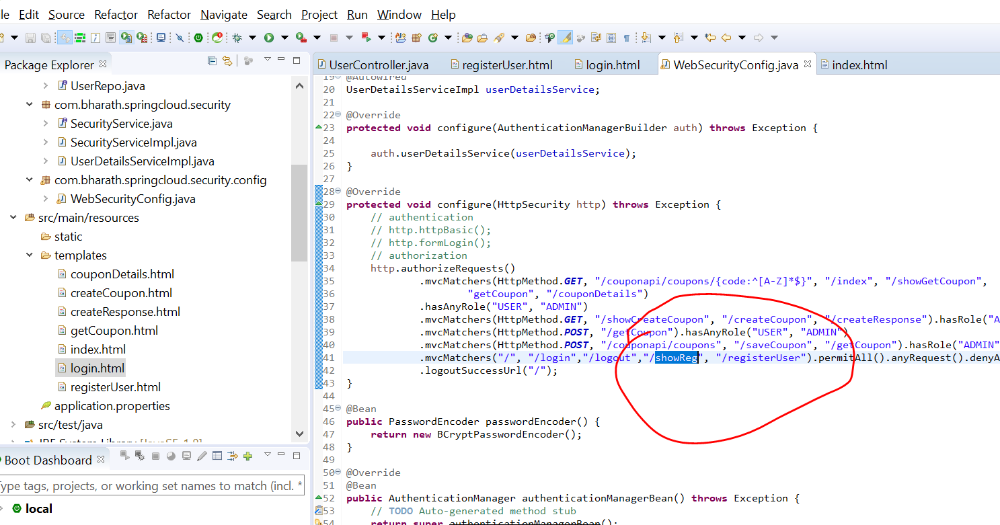 le Edit Source Refactor Refactor Navigate Search Project Run Window Help
Package Explorer
UserController.java registerUser.html login.html WebSecurityConfig.java index.html
UserRepo.java
com.bharath.springcloud.security
SecurityService.java
SecurityServiceImpl.java
UserDetailsServiceImpl.java
com.bharath.springcloud.security.config
WebSecurityConfig.java
src/main/resources
static
templates
couponDetails.html
createCoupon.html
createResponse.html
getCoupon.html
index.html
login.html
registerUser.html
application.properties
src/test/java
JRE System Library [JavaSE-1.8]
Boot Dashboard
Type tags, projects, or working set names to match (incl. *
local
19 @Autowired
20 UserDetailsServiceImpl userDetailsService;
21
22 @Override
23 protected void configure(AuthenticationManagerBuilder auth) throws Exception {
24
25 auth.userDetailsService(userDetailsService);
26 }
27
28 @Override
29 protected void configure(HttpSecurity http) throws Exception {
30 // authentication
31 // http.httpBasic();
32 // http.formLogin();
33 // authorization
34 http.authorizeRequests()
35 .mvcMatchers(HttpMethod.GET, "/couponapi/coupons/{code:^[A-Z]*$}", "/index", "/showGetCoupon",
36 "getCoupon", "/couponDetails")
37 .hasAnyRole("USER", "ADMIN")
38 .mvcMatchers(HttpMethod.GET, "/showCreateCoupon", "/createCoupon", "/createResponse").hasRole("A
39 .mvcMatchers(HttpMethod.POST, "/getCoupon").hasAnyRole("USER", "ADMIN")
40 .mvcMatchers(HttpMethod.POST, "/couponapi/coupons", "/saveCoupon", "/getCoupon").hasRole("ADMIN"
41 .mvcMatchers("/", "/login","/logout","/showReg", "/registerUser").permitAll().anyRequest().denyA
42 .logoutSuccessUrl("/");
43 }
44
45 @Bean
46 public PasswordEncoder passwordEncoder() {
47 return new BCryptPasswordEncoder();
48 }
49
50 @Override
51 @Bean
52 public AuthenticationManager authenticationManagerBean() throws Exception {
53 // TODO Auto-generated method stub
54 return super.authenticationManagerBean();